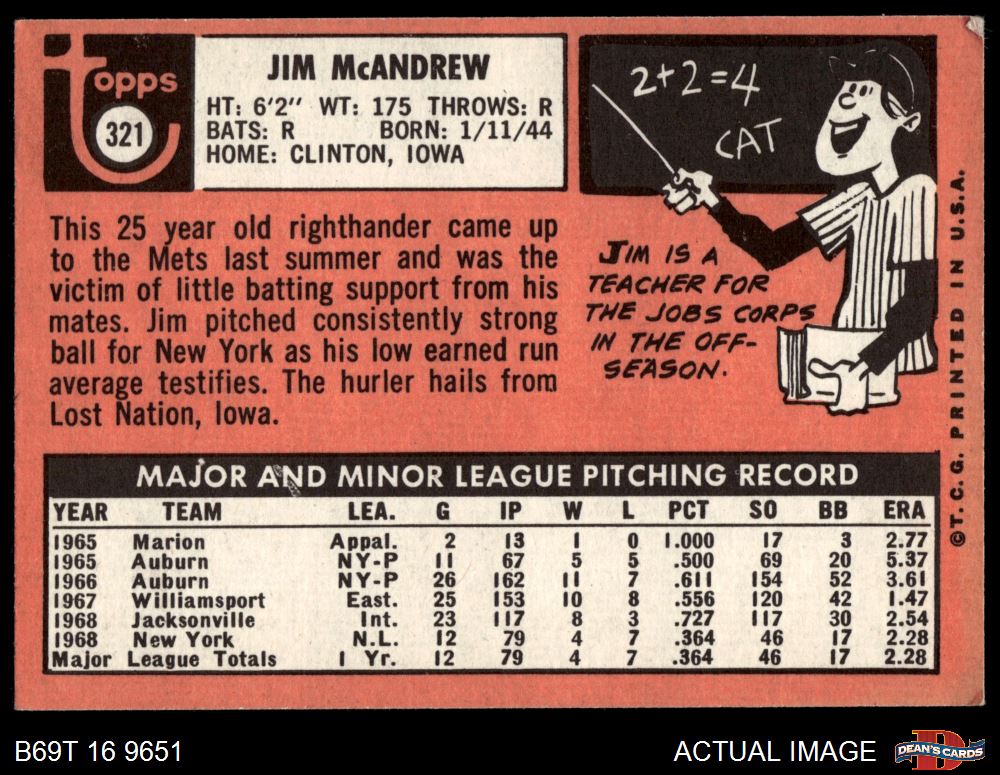 topps
321
JIM McANDREW
HT: 6'2" WT: 175 THROWS: R
BATS: R BORN: 1/11/44
HOME: CLINTON, IOWA
2+2=4
CAT
This 25 year old righthander came up
to the Mets last summer and was the
victim of little batting support from his
mates. Jim pitched consistently strong
ball for New York as his low earned run
average testifies. The hurler hails from
Lost Nation, Iowa.
JIM IS A
TEACHER FOR
THE JOBS CORPS
IN THE OFF-
SEASON.
©T.C.G. PRINTED IN U.S.A.
MAJOR AND MINOR LEAGUE PITCHING RECORD
YEAR TEAM LEA. G IP W L PCT SO BB ERA
1965 Marion Appal. 2 13 1 0 1.000 17 3 2.77
1965 Auburn NY-P 11 67 5 5 .500 69 20 5.37
1966 Auburn NY-P 26 162 11 7 .611 154 52 3.61
1967 Williamsport East. 25 153 10 8 .556 120 42 1.47
1968 Jacksonville Int. 23 117 8 3 .727 117 30 2.54
1968 New York N.L. 12 79 4 7 .364 46 17 2.28
Major League Totals 1 Yr. 12 79 4 7 .364 46 17 2.28
B69T 16 9651
ACTUAL IMAGE
DEAN'S CARDS